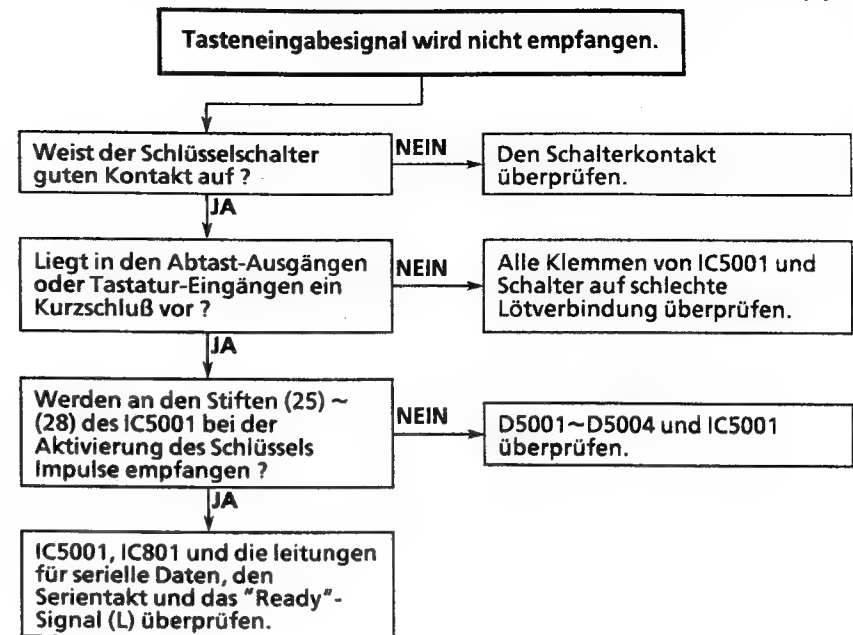 Tasteneingabesignal wird nicht empfangen.
Weist der Schlüsselschalter
guten Kontakt auf ?
NEIN
Den Schalterkontakt
überprüfen.
JA
Liegt in den Abtast-Ausgängen
oder Tastatur-Eingängen ein
Kurzschluß vor ?
NEIN
Alle Klemmen von IC5001 und
Schalter auf schlechte
Lötverbindung überprüfen.
JA
Werden an den Stiften (25) ~
(28) des IC5001 bei der
Aktivierung des Schlüssels
Impulse empfangen ?
NEIN
D5001~D5004 und IC5001
überprüfen.
JA
IC5001, IC801 und die leitungen
für serielle Daten, den
Serientakt und das "Ready"-
Signal (L) überprüfen.